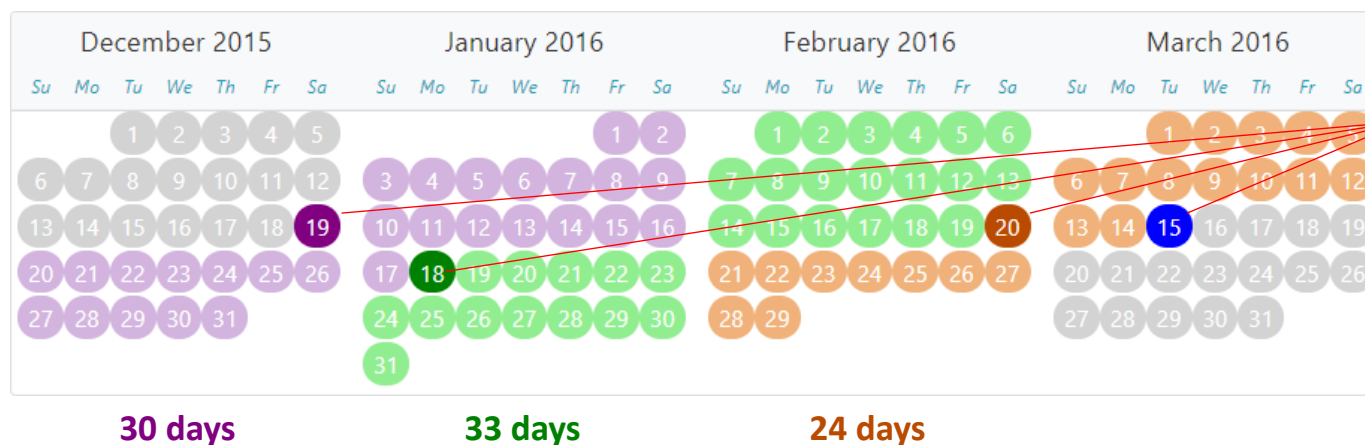 December 2015 January 2016 February 2016 March 2016
Su Mo Tu We Th Fr Sa Su Mo Tu We Th Fr Sa Su Mo Tu We Th Fr Sa Su Mo Tu We Th Fr Sa
1 2 3 4 5 1 2 1 2 3 4 5 6 1 2 3 4 5
6 7 8 9 10 11 12 3 4 5 6 7 8 9 7 8 9 10 11 12 13 6 7 8 9 10 11 12
13 14 15 16 17 18 19 10 11 12 13 14 15 16 14 15 16 17 18 19 20 13 14 15 16 17 18 19
20 21 22 23 24 25 26 17 18 19 20 21 22 23 21 22 23 24 25 26 27 20 21 22 23 24 25 26
27 28 29 30 31 24 25 26 27 28 29 30 28 29 27 28 29 30 31
31
30 days 33 days 24 days